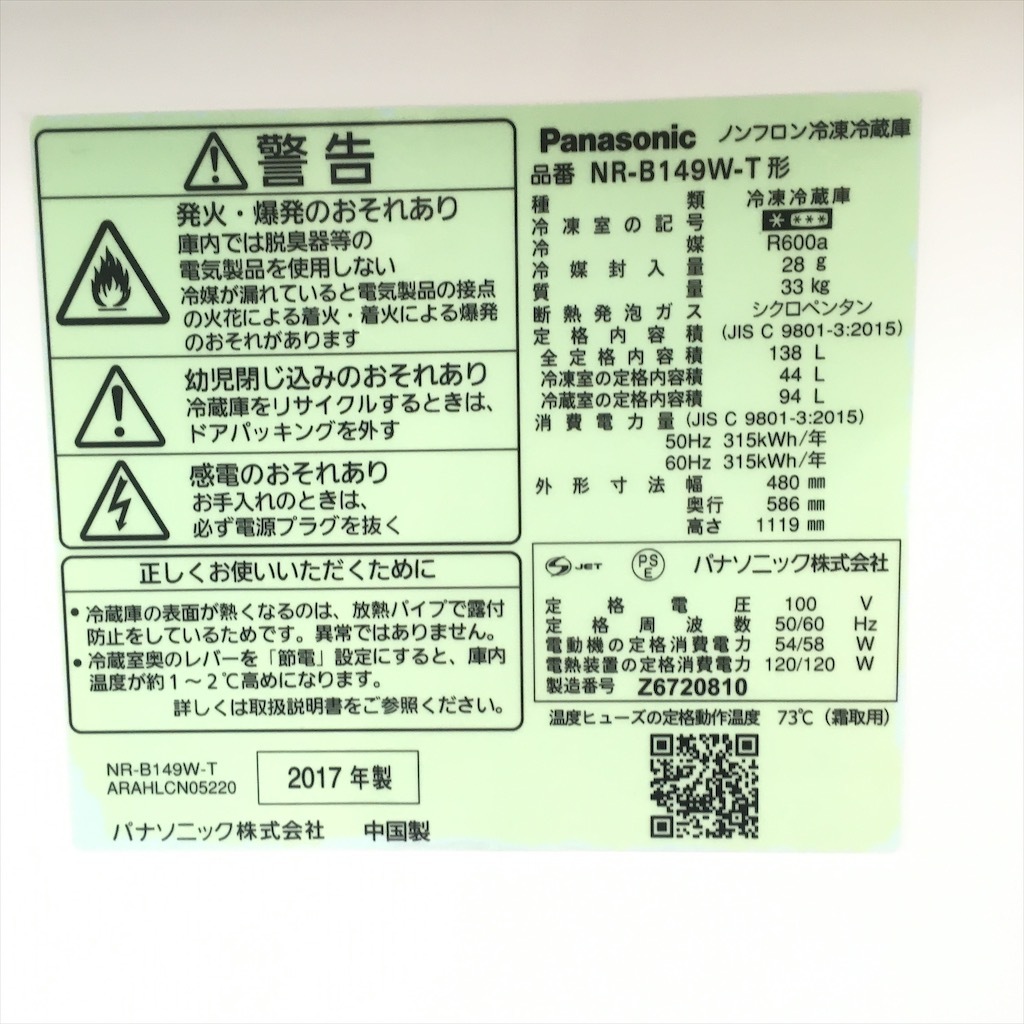 警告
発火・爆発のおそれあり
庫内では脱臭器等の
電気製品を使用しない
冷媒が漏れていると電気製品の接点
の火花による着火・着火による爆発
のおそれがあります
幼児閉じ込みのおそれあり
冷蔵庫をリサイクルするときは、
ドアパッキングを外す
感電のおそれあり
お手入れのときは、
必ず電源プラグを抜く
正しくお使いいただくために
• 冷蔵庫の表面が熱くなるのは、放熱パイプで露付
防止をしているためです。異常ではありません。
• 冷蔵室奥のレバーを「節電」設定にすると、庫内
温度が約1～2℃高めになります。
詳しくは取扱説明書をご参照ください。
NR-B149W-T
ARAHLCN05220
2017年製
パナソニック株式会社 中国製
Panasonic ノンフロン冷凍冷蔵庫
品番 NR-B149W-T形
種類 冷凍冷蔵庫
冷凍室の記号 * ***
冷媒 R600a
冷媒封入量 28 g
質量 33 kg
断熱発泡ガス シクロペンタン
定格内容積 (JIS C 9801-3:2015)
全定格内容積 138 L
冷凍室の定格内容積 44 L
冷蔵室の定格内容積 94 L
消費電力量 (JIS C 9801-3:2015)
50Hz 315kWh/年
60Hz 315kWh/年
外形寸法 幅 480 mm
奥行 586 mm
高さ 1119 mm
S JET PS E パナソニック株式会社
定格電圧 100 V
定格周波数 50/60 Hz
電動機の定格消費電力 54/58 W
電熱装置の定格消費電力 120/120 W
製造番号 Z6720810
温度ヒューズの定格動作温度 73℃（霜取用）